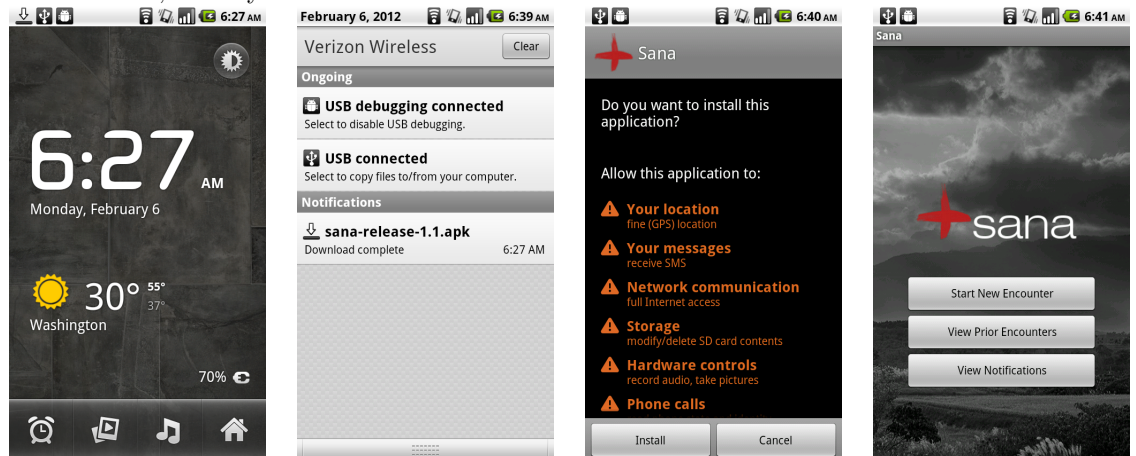 6:27 AM
6:27 AM
Monday, February 6
30° 55°
37°
Washington
70%
February 6, 2012 6:39 AM
Verizon Wireless Clear
Ongoing
USB debugging connected
Select to disable USB debugging.
USB connected
Select to copy files to/from your computer.
Notifications
sana-release-1.1.apk
Download complete 6:27 AM
6:40 AM
Sana
Do you want to install this
application?
Allow this application to:
Your location
fine (GPS) location
Your messages
receive SMS
Network communication
full Internet access
Storage
modify/delete SD card contents
Hardware controls
record audio, take pictures
Phone calls
Install Cancel
6:41 AM
Sana
sana
Start New Encounter
View Prior Encounters
View Notifications